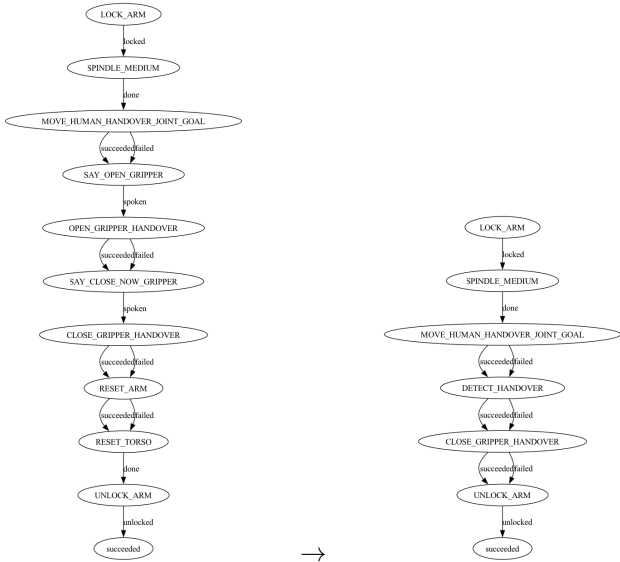 LOCK_ARM
locked
SPINDLE_MEDIUM
done
MOVE_HUMAN_HANDOVER_JOINT_GOAL
succeeded failed
SAY_OPEN_GRIPPER
spoken
OPEN_GRIPPER_HANDOVER
succeeded failed
SAY_CLOSE_NOW_GRIPPER
spoken
CLOSE_GRIPPER_HANDOVER
succeeded failed
RESET_ARM
succeeded failed
RESET_TORSO
done
UNLOCK_ARM
unlocked
succeeded
→
LOCK_ARM
locked
SPINDLE_MEDIUM
done
MOVE_HUMAN_HANDOVER_JOINT_GOAL
succeeded failed
DETECT_HANDOVER
succeeded failed
CLOSE_GRIPPER_HANDOVER
succeeded failed
UNLOCK_ARM
unlocked
succeeded